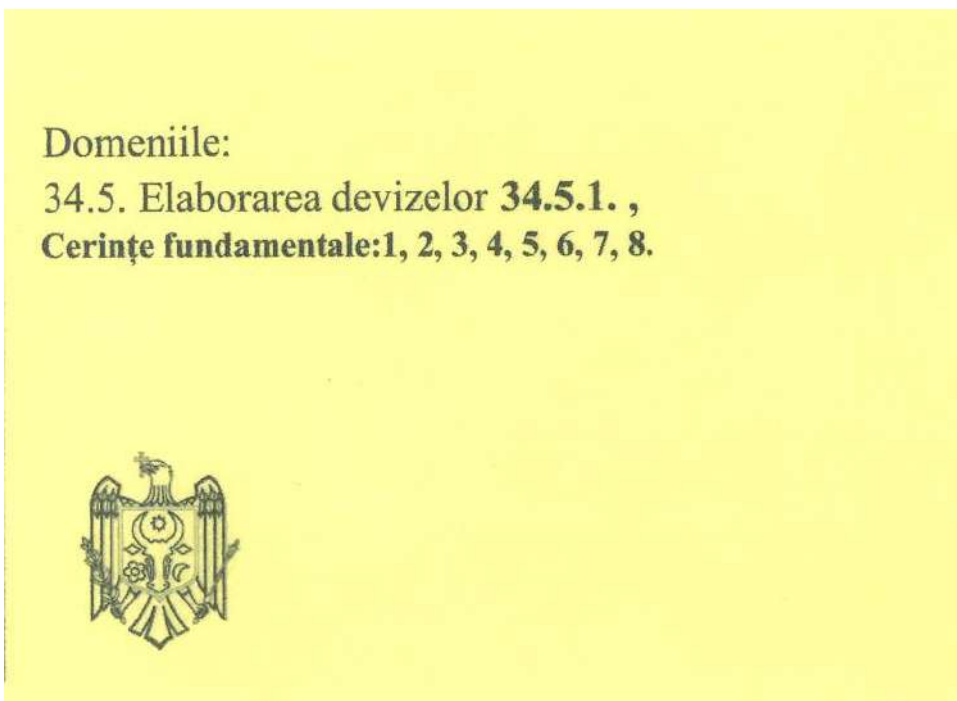 Domeniile:
34.5. Elaborarea devizelor 34.5.1. ,
Cerințe fundamentale:1, 2, 3, 4, 5, 6, 7, 8.